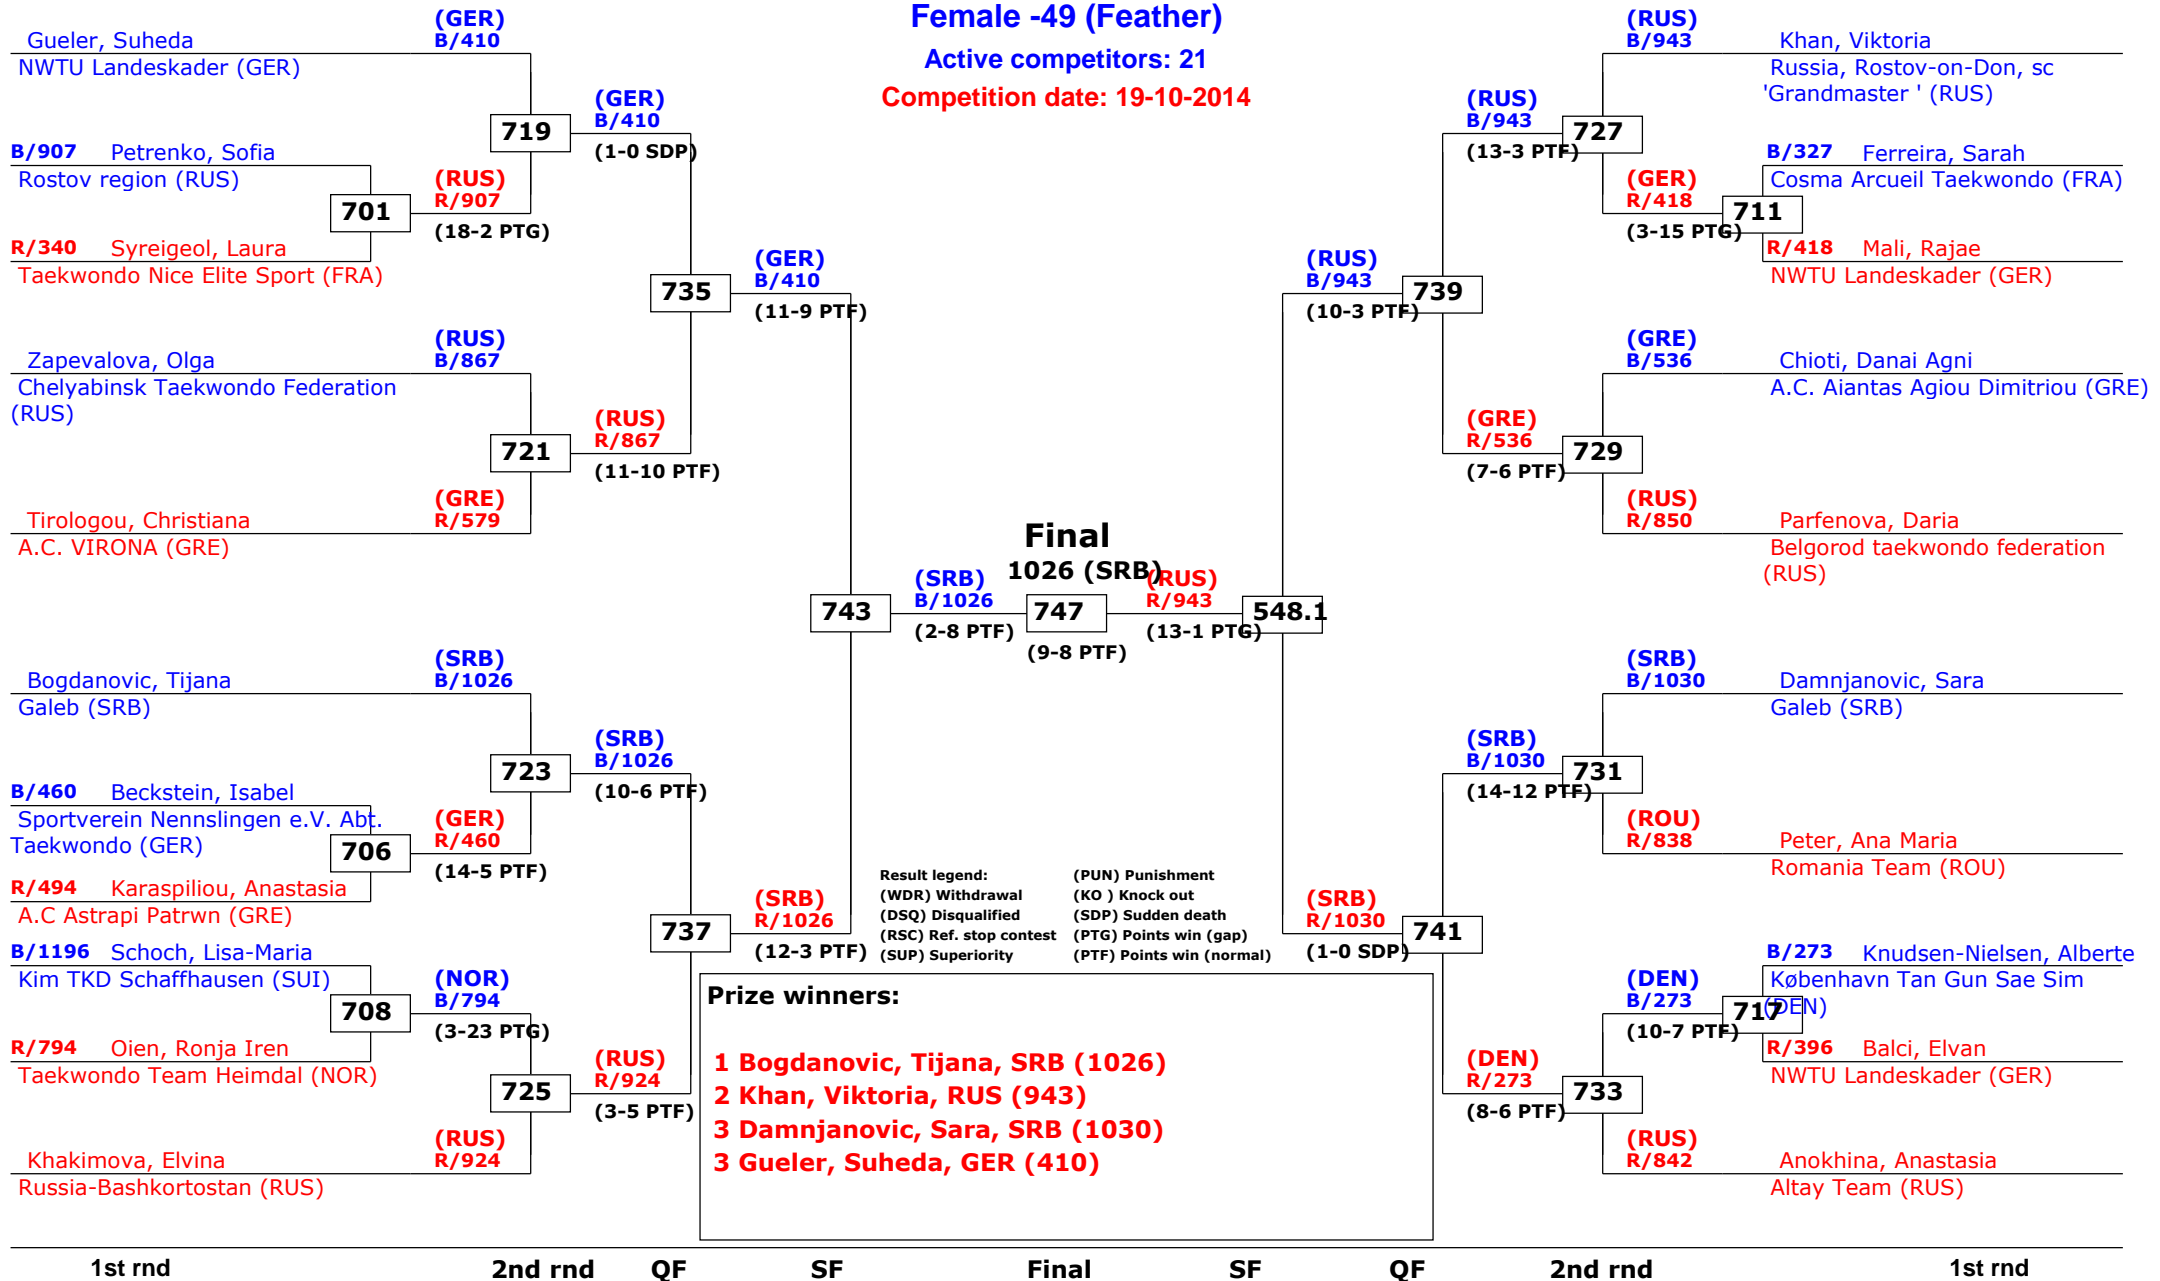 Female -49 (Feather)
Active competitors: 21
Competition date: 19-10-2014
(GER)
B/410
Gueler, Suheda
NWTU Landeskader (GER)
B/907 Petrenko, Sofia
Rostov region (RUS)
701
(RUS)
R/907
(18-2 PTG)
R/340 Syreigeol, Laura
Taekwondo Nice Elite Sport (FRA)
719
(GER)
B/410
(1-0 SDP)
Zapevalova, Olga
Chelyabinsk Taekwondo Federation
(RUS)
(RUS)
B/867
721
(RUS)
R/867
(11-10 PTF)
Tirologou, Christiana
A.C. VIRONA (GRE)
(GRE)
R/579
735
(GER)
B/410
(11-9 PTF)
Bogdanovic, Tijana
Galeb (SRB)
(SRB)
B/1026
723
(SRB)
B/1026
(10-6 PTF)
B/460 Beckstein, Isabel
Sportverein Nennslingen e.V. Abt.
Taekwondo (GER)
706
(GER)
R/460
(14-5 PTF)
R/494 Karaspiliou, Anastasia
A.C Astrapi Patrwn (GRE)
B/1196 Schoch, Lisa-Maria
Kim TKD Schaffhausen (SUI)
708
(NOR)
B/794
(3-23 PTG)
R/794 Oien, Ronja Iren
Taekwondo Team Heimdal (NOR)
725
(RUS)
R/924
(3-5 PTF)
Khakimova, Elvina
Russia-Bashkortostan (RUS)
(RUS)
R/924
737
(SRB)
R/1026
(12-3 PTF)
743
(SRB)
B/1026
(2-8 PTF)
Final
1026 (SRB)
747
(9-8 PTF)
(RUS)
R/943
(13-1 PTG)
548.1
(RUS)
B/943
(10-3 PTF)
739
(RUS)
B/943
(13-3 PTF)
727
(RUS)
B/943
Khan, Viktoria
Russia, Rostov-on-Don, sc
'Grandmaster ' (RUS)
B/327 Ferreira, Sarah
Cosma Arcueil Taekwondo (FRA)
711
(GER)
R/418
(3-15 PTG)
R/418 Mali, Rajae
NWTU Landeskader (GER)
(GRE)
B/536
Chioti, Danai Agni
A.C. Aiantas Agiou Dimitriou (GRE)
729
(GRE)
R/536
(7-6 PTF)
(RUS)
R/850
Parfenova, Daria
Belgorod taekwondo federation
(RUS)
(SRB)
B/1030
Damnjanovic, Sara
Galeb (SRB)
731
(SRB)
B/1030
(14-12 PTF)
(ROU)
R/838
Peter, Ana Maria
Romania Team (ROU)
741
(SRB)
R/1030
(1-0 SDP)
B/273 Knudsen-Nielsen, Alberte
København Tan Gun Sae Sim
(DEN)
717
(DEN)
B/273
(10-7 PTF)
R/396 Balci, Elvan
NWTU Landeskader (GER)
733
(DEN)
R/273
(8-6 PTF)
(RUS)
R/842
Anokhina, Anastasia
Altay Team (RUS)
Result legend: (PUN) Punishment
(WDR) Withdrawal (KO ) Knock out
(DSQ) Disqualified (SDP) Sudden death
(RSC) Ref. stop contest (PTG) Points win (gap)
(SUP) Superiority (PTF) Points win (normal)
Prize winners:
1 Bogdanovic, Tijana, SRB (1026)
2 Khan, Viktoria, RUS (943)
3 Damnjanovic, Sara, SRB (1030)
3 Gueler, Suheda, GER (410)
1st rnd 2nd rnd QF SF Final SF QF 2nd rnd 1st rnd